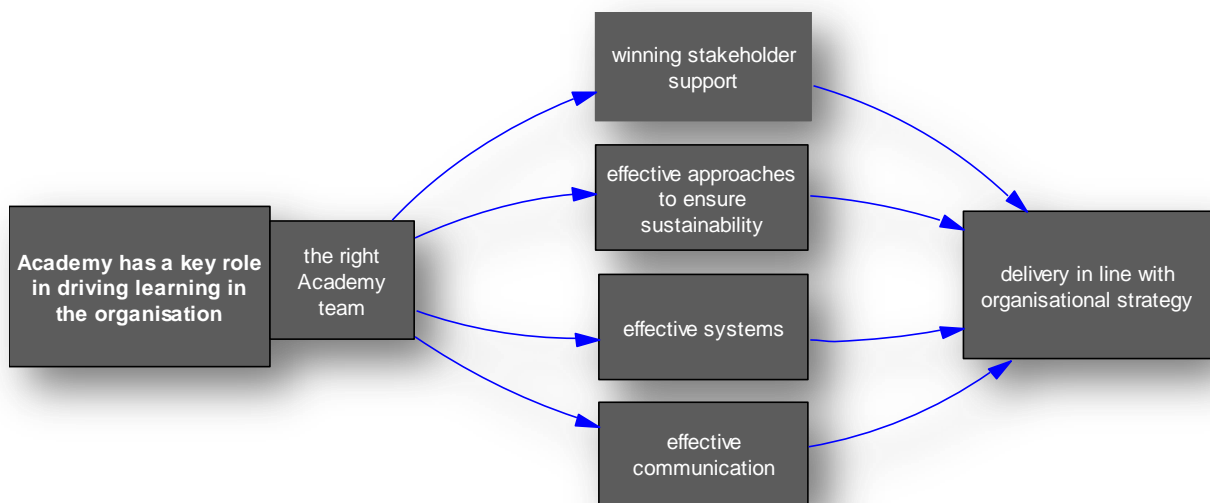 Academy has a key role
in driving learning in
the organisation
the right
Academy
team
winning stakeholder
support
effective approaches
to ensure
sustainability
effective systems
effective
communication
delivery in line with
organisational strategy